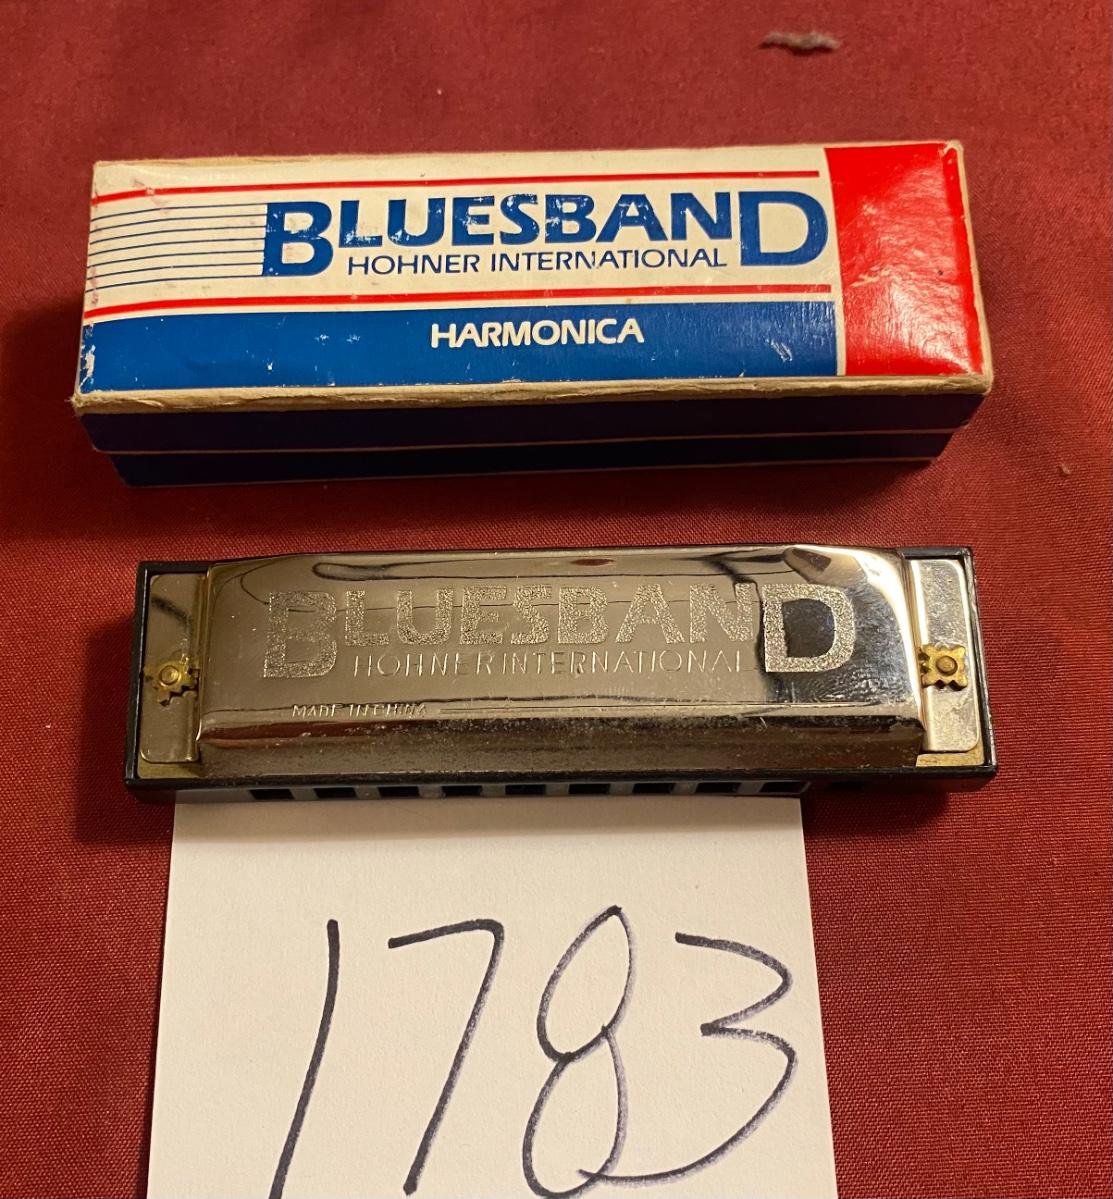 BLUESBAND
HOHNER INTERNATIONAL
HARMONICA
BLUESBAND
HOHNER INTERNATIONAL
MADE IN CHINA
1783